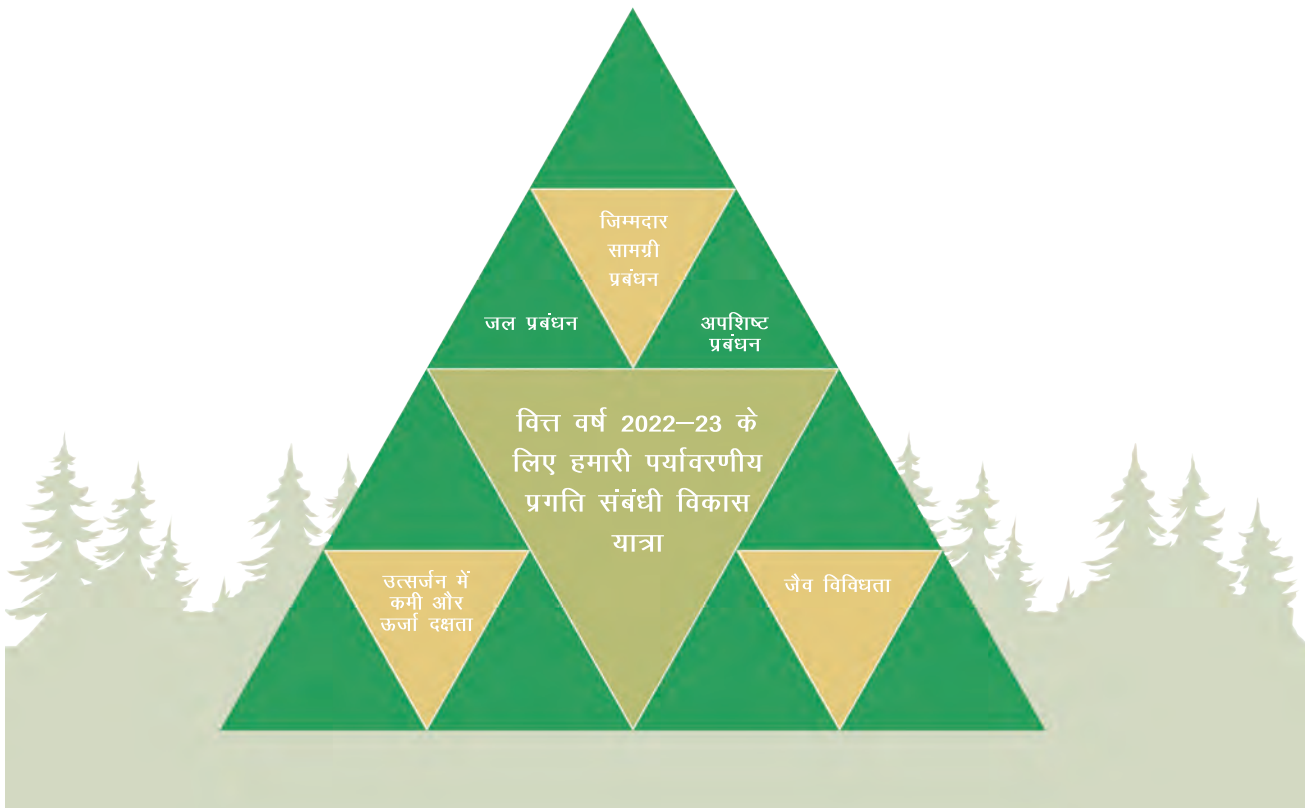 जिम्मदार
सामग्री
प्रबंधन
जल प्रबंधन
अपशिष्ट
प्रबंधन
वित्त वर्ष 2022–23 के
लिए हमारी पर्यावरणीय
प्रगति संबंधी विकास
यात्रा
उत्सर्जन में
कमी और
ऊर्जा दक्षता
जैव विविधता